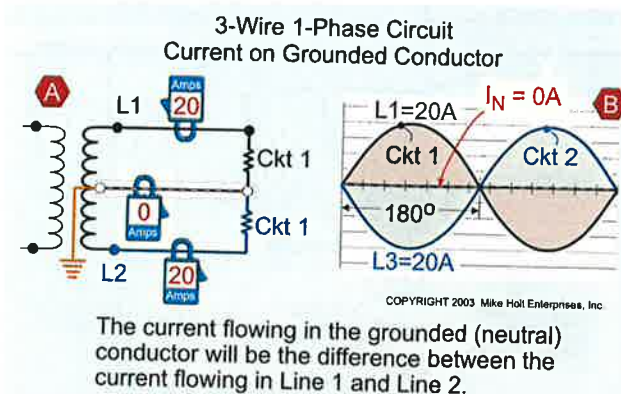 3-Wire 1-Phase Circuit
Current on Grounded Conductor
A
L1
Amps
20
Ckt 1
0
Amps
Ckt 1
L2
20
Amps
B
L1=20A
IN = 0A
Ckt 1
Ckt 2
180º
L3=20A
COPYRIGHT 2003 Mike Holt Enterprises, Inc
The current flowing in the grounded (neutral)
conductor will be the difference between the
current flowing in Line 1 and Line 2.